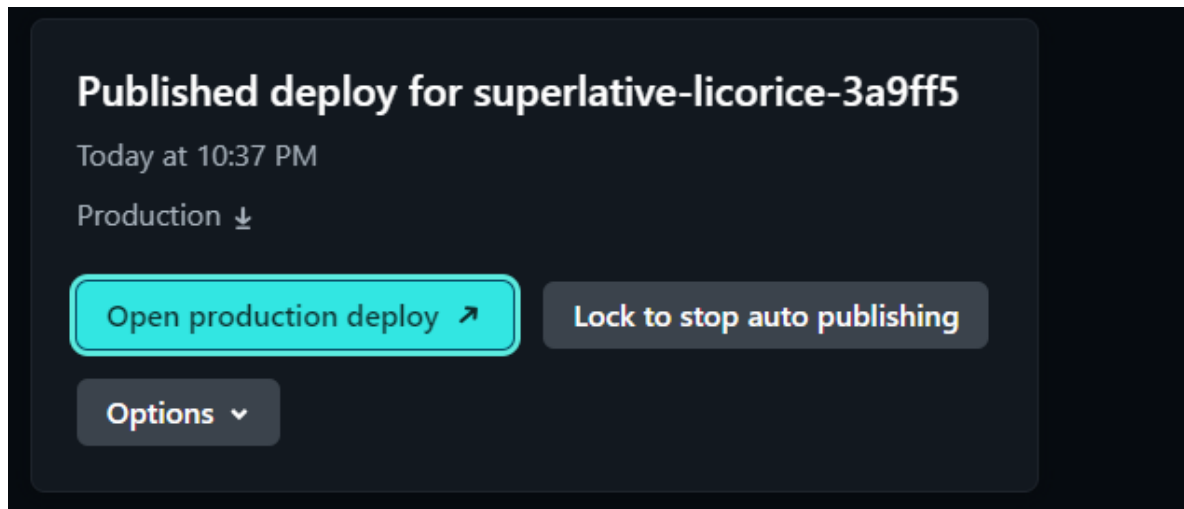 Published deploy for superlative-licorice-3a9ff5
Today at 10:37 PM
Production
Open production deploy
Lock to stop auto publishing
Options